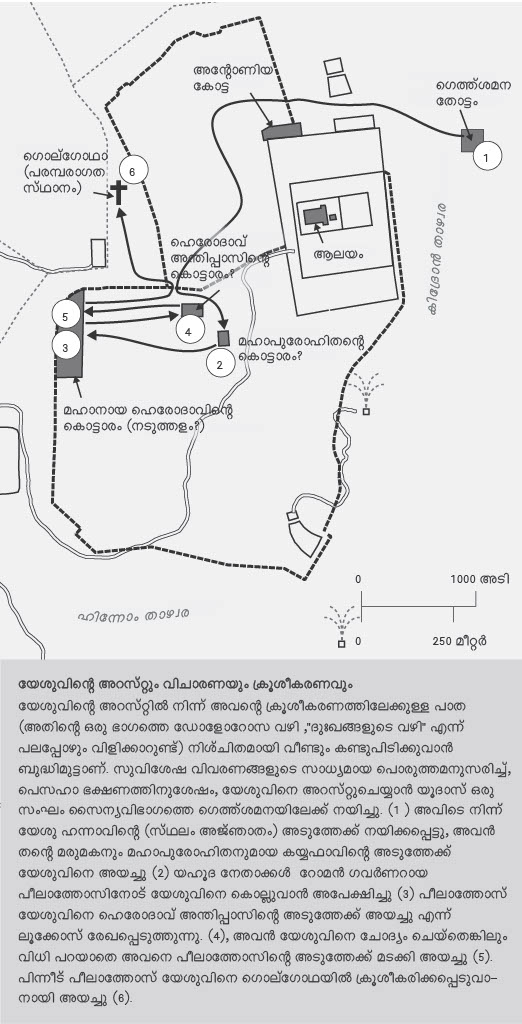 അന്റോണിയ
കോട്ട
ഗെത്ത്ശമന
തോട്ടം
1
ഗൊല്ഗോഥാ
(പരമ്പരാഗത
സ്ഥാനം)
6
കിദ്രോൻ താഴ്വര
ഹെരോദാവ്
അന്തിപ്പാസിന്റെ
കൊട്ടാരം?
ആലയം
5
4
3
2
മഹാപുരോഹിതന്റെ
കൊട്ടാരം?
മഹാനായ ഹെരോദാവിന്റെ
കൊട്ടാരം (നടുത്തളം?)
0 1000 അടി
ഹിന്നോം താഴ്വര
0 250 മീറ്റർ
യേശുവിന്റെ അറസ്റ്റും വിചാരണയും ക്രൂശീകരണവും
യേശുവിന്റെ അറസ്റ്റിൽ നിന്ന് അവന്റെ ക്രൂശീകരണത്തിലേക്കുള്ള പാത
(അതിന്റെ ഒരു ഭാഗത്തെ ഡോളോറോസ വഴി ,"ദുഃഖങ്ങളുടെ വഴി" എന്ന്
പലപ്പോഴും വിളിക്കാറുണ്ട്) നിശ്ചിതമായി വീണ്ടും കണ്ടുപിടിക്കുവാൻ
ബുദ്ധിമുട്ടാണ്. സുവിശേഷ വിവരണങ്ങളുടെ സാധ്യമായ പൊരുത്തമനുസരിച്ച്,
പെസഹാ ഭക്ഷണത്തിനുശേഷം, യേശുവിനെ അറസ്റ്റുചെയ്യാൻ യൂദാസ് ഒരു
സംഘം സൈന്യവിഭാഗത്തെ ഗെത്ത്ശമനയിലേക്ക് നയിച്ചു. (1 ) അവിടെ നിന്ന്
യേശു ഹന്നാവിന്റെ (സ്ഥലം അജ്ഞാതം) അടുത്തേക്ക് നയിക്കപ്പെട്ടു, അവൻ
തന്റെ മരുമകനും മഹാപുരോഹിതനുമായ കയ്യഫാവിന്റെ അടുത്തേക്ക്
യേശുവിനെ അയച്ചു (2) യഹൂദ നേതാക്കൾ റോമൻ ഗവർണറായ
പീലാത്തോസിനോട് യേശുവിനെ കൊല്ലുവാൻ അപേക്ഷിച്ചു (3) പീലാത്തോസ്
യേശുവിനെ ഹെരോദാവ് അന്തിപ്പാസിന്റെ അടുത്തേക്ക് അയച്ചു എന്ന്
ലൂക്കോസ് രേഖപ്പെടുത്തുന്നു. (4), അവൻ യേശുവിനെ ചോദ്യം ചെയ്തെങ്കിലും
വിധി പറയാതെ അവനെ പീലാത്തോസിന്റെ അടുത്തേക്ക് മടക്കി അയച്ചു (5).
പിന്നീട് പീലാത്തോസ് യേശുവിനെ ഗൊല്ഗോഥയിൽ ക്രൂശീകരിക്കപ്പെടുവാ-
നായി അയച്ചു (6).